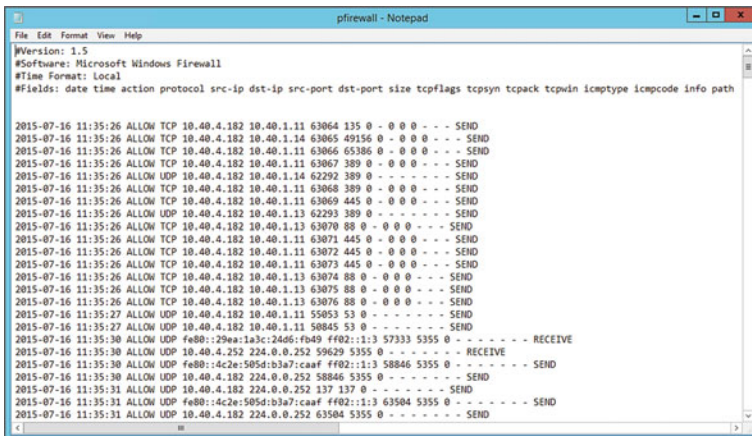 pfirewall - Notepad
File Edit Format View Help
#Version: 1.5
#Software: Microsoft Windows Firewall
#Time Format: Local
#Fields: date time action protocol src-ip dst-ip src-port dst-port size tcpflags tcpsyn tcpack tcpwin icmptype icmpcode info path
2015-07-16 11:35:26 ALLOW TCP 10.40.4.182 10.40.1.11 63064 135 0 - 0 0 0 - - - SEND
2015-07-16 11:35:26 ALLOW TCP 10.40.4.182 10.40.1.14 63065 49156 0 - 0 0 0 - - - SEND
2015-07-16 11:35:26 ALLOW TCP 10.40.4.182 10.40.1.11 63066 65386 0 - 0 0 0 - - - SEND
2015-07-16 11:35:26 ALLOW TCP 10.40.4.182 10.40.1.11 63067 389 0 - 0 0 0 - - - SEND
2015-07-16 11:35:26 ALLOW UDP 10.40.4.182 10.40.1.14 62292 389 0 - - - - - - - SEND
2015-07-16 11:35:26 ALLOW TCP 10.40.4.182 10.40.1.11 63068 389 0 - 0 0 0 - - - SEND
2015-07-16 11:35:26 ALLOW TCP 10.40.4.182 10.40.1.11 63069 445 0 - 0 0 0 - - - SEND
2015-07-16 11:35:26 ALLOW UDP 10.40.4.182 10.40.1.13 62293 389 0 - - - - - - - SEND
2015-07-16 11:35:26 ALLOW TCP 10.40.4.182 10.40.1.13 63070 88 0 - 0 0 0 - - - SEND
2015-07-16 11:35:26 ALLOW TCP 10.40.4.182 10.40.1.11 63071 445 0 - 0 0 0 - - - SEND
2015-07-16 11:35:26 ALLOW TCP 10.40.4.182 10.40.1.11 63072 445 0 - 0 0 0 - - - SEND
2015-07-16 11:35:26 ALLOW TCP 10.40.4.182 10.40.1.11 63073 445 0 - 0 0 0 - - - SEND
2015-07-16 11:35:26 ALLOW TCP 10.40.4.182 10.40.1.13 63074 88 0 - 0 0 0 - - - SEND
2015-07-16 11:35:26 ALLOW TCP 10.40.4.182 10.40.1.13 63075 88 0 - 0 0 0 - - - SEND
2015-07-16 11:35:26 ALLOW TCP 10.40.4.182 10.40.1.13 63076 88 0 - 0 0 0 - - - SEND
2015-07-16 11:35:27 ALLOW UDP 10.40.4.182 10.40.1.11 55053 53 0 - - - - - - - SEND
2015-07-16 11:35:27 ALLOW UDP 10.40.4.182 10.40.1.11 50845 53 0 - - - - - - - SEND
2015-07-16 11:35:30 ALLOW UDP fe80::29ea:1a3c:24d6:fb49 ff02::1:3 57333 5355 0 - - - - - - - RECEIVE
2015-07-16 11:35:30 ALLOW UDP 10.40.4.252 224.0.0.252 59629 5355 0 - - - - - - - RECEIVE
2015-07-16 11:35:30 ALLOW UDP fe80::4c2e:505d:b3a7:caaf ff02::1:3 58846 5355 0 - - - - - - - SEND
2015-07-16 11:35:30 ALLOW UDP 10.40.4.182 224.0.0.252 58846 5355 0 - - - - - - - SEND
2015-07-16 11:35:31 ALLOW UDP 10.40.4.182 224.0.0.252 137 137 0 - - - - - - - SEND
2015-07-16 11:35:31 ALLOW UDP fe80::4c2e:505d:b3a7:caaf ff02::1:3 63504 5355 0 - - - - - - - SEND
2015-07-16 11:35:31 ALLOW UDP 10.40.4.182 224.0.0.252 63504 5355 0 - - - - - - - SEND